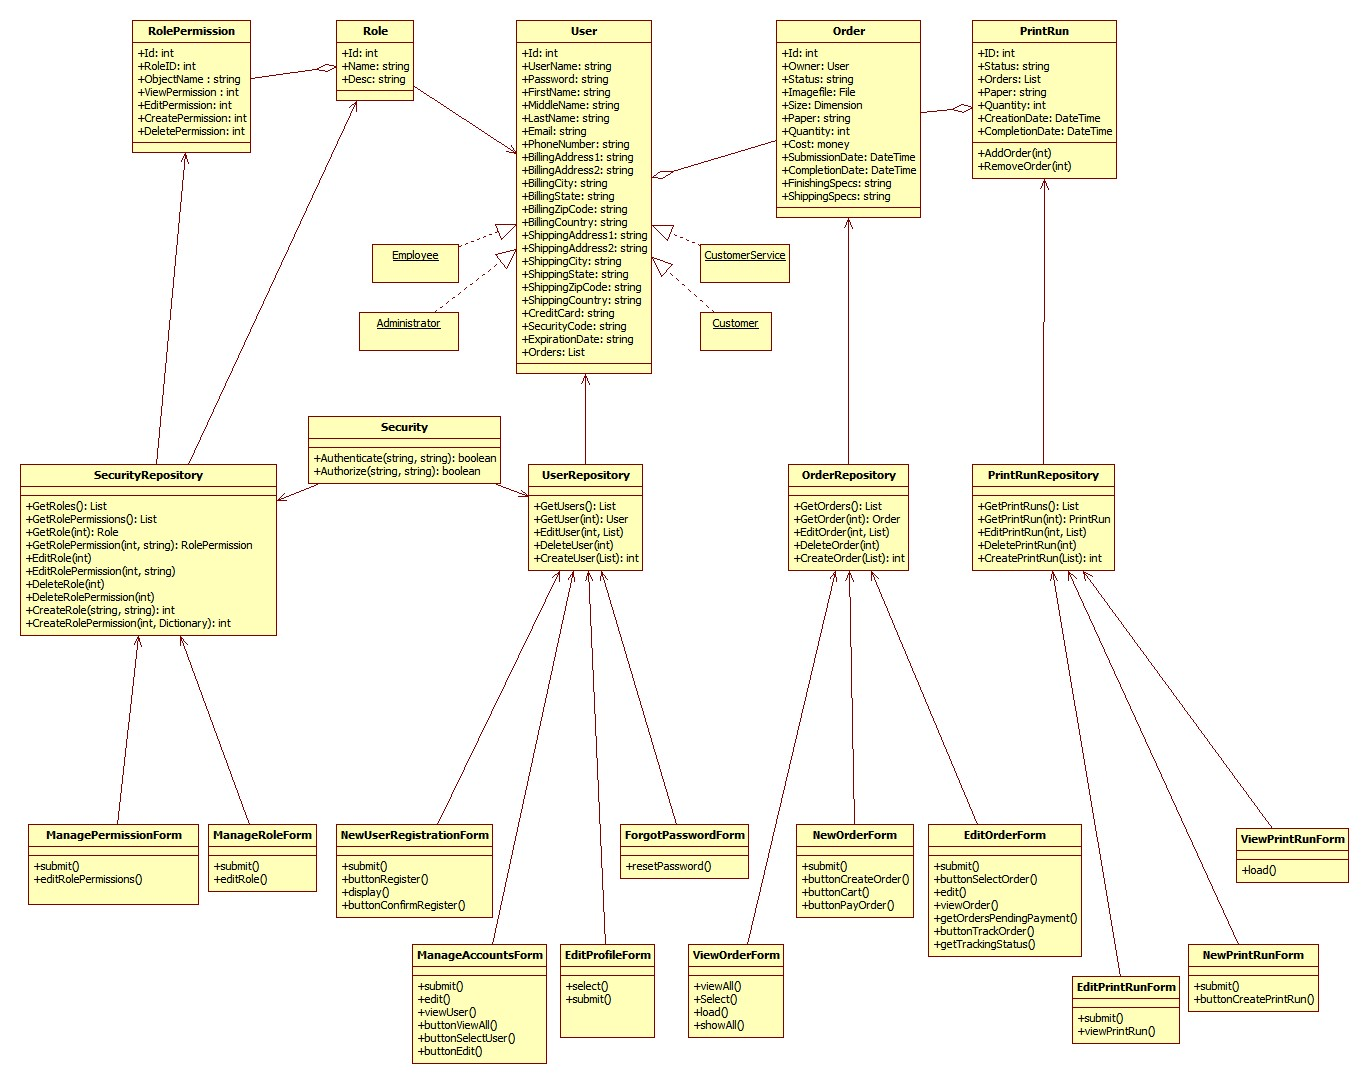 RolePermission
+Id: int
+RoleID: int
+ObjectName : string
+ViewPermission : int
+EditPermission: int
+CreatePermission: int
+DeletePermission: int
Role
+Id: int
+Name: string
+Desc: string
User
+Id: int
+UserName: string
+Password: string
+FirstName: string
+MiddleName: string
+LastName: string
+Email: string
+PhoneNumber: string
+BillingAddress1: string
+BillingAddress2: string
+BillingCity: string
+BillingState: string
+BillingZipCode: string
+BillingCountry: string
+ShippingAddress1: string
+ShippingAddress2: string
+ShippingCity: string
+ShippingState: string
+ShippingZipCode: string
+ShippingCountry: string
+CreditCard: string
+SecurityCode: string
+ExpirationDate: string
+Orders: List
Order
+Id: int
+Owner: User
+Status: string
+Imagefile: File
+Size: Dimension
+Paper: string
+Quantity: int
+Cost: money
+SubmissionDate: DateTime
+CompletionDate: DateTime
+FinishingSpecs: string
+ShippingSpecs: string
PrintRun
+ID: int
+Status: string
+Orders: List
+Paper: string
+Quantity: int
+CreationDate: DateTime
+CompletionDate: DateTime
+AddOrder(int)
+RemoveOrder(int)
Employee
Administrator
CustomerService
Customer
Security
+Authenticate(string, string): boolean
+Authorize(string, string): boolean
SecurityRepository
+GetRoles(): List
+GetRolePermissions(): List
+GetRole(int): Role
+GetRolePermission(int, string): RolePermission
+EditRole(int)
+EditRolePermission(int, string)
+DeleteRole(int)
+DeleteRolePermission(int)
+CreateRole(string, string): int
+CreateRolePermission(int, Dictionary): int
UserRepository
+GetUsers(): List
+GetUser(int): User
+EditUser(int, List)
+DeleteUser(int)
+CreateUser(List): int
OrderRepository
+GetOrders(): List
+GetOrder(int): Order
+EditOrder(int, List)
+DeleteOrder(int)
+CreateOrder(List): int
PrintRunRepository
+GetPrintRuns(): List
+GetPrintRun(int): PrintRun
+EditPrintRun(int, List)
+DeletePrintRun(int)
+CreatePrintRun(List): int
ManagePermissionForm
+submit()
+editRolePermissions()
ManageRoleForm
+submit()
+editRole()
NewUserRegistrationForm
+submit()
+buttonRegister()
+display()
+buttonConfirmRegister()
ForgotPasswordForm
+resetPassword()
NewOrderForm
+submit()
+buttonCreateOrder()
+buttonCart()
+buttonPayOrder()
EditOrderForm
+submit()
+buttonSelectOrder()
+edit()
+viewOrder()
+getOrdersPendingPayment()
+buttonTrackOrder()
+getTrackingStatus()
ViewPrintRunForm
+load()
ManageAccountsForm
+submit()
+edit()
+viewUser()
+buttonViewAll()
+buttonSelectUser()
+buttonEdit()
EditProfileForm
+select()
+submit()
ViewOrderForm
+viewAll()
+Select()
+load()
+showAll()
EditPrintRunForm
+submit()
+viewPrintRun()
NewPrintRunForm
+submit()
+buttonCreatePrintRun()